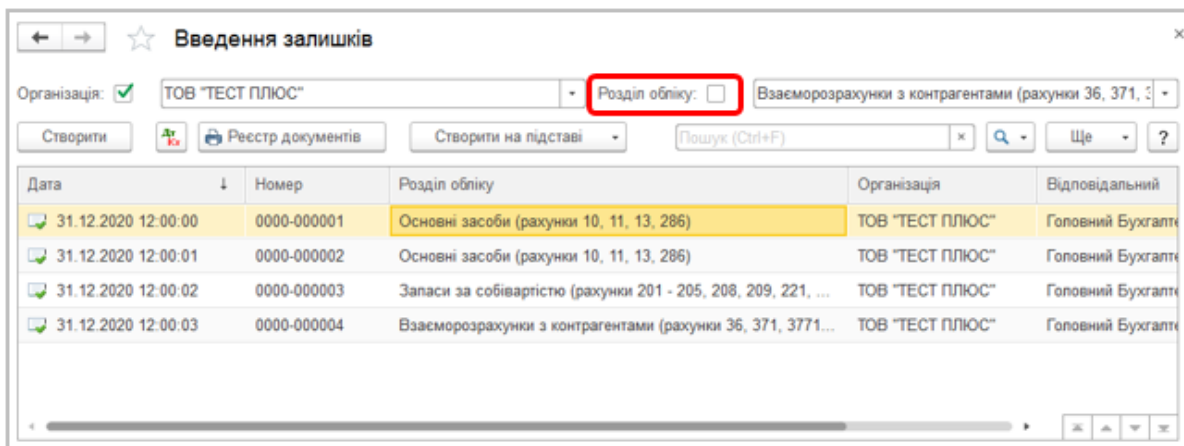 Введення залишків
Організація: ТОВ "ТЕСТ ПЛЮС" Розділ обліку: Взаєморозрахунки з контрагентами (рахунки 36, 371, 3
Створити Дт Кт Реєстр документів Створити на підставі Пошук (Ctrl+F) Ще ?
Дата Номер Розділ обліку Організація Відповідальний
31.12.2020 12:00:00 0000-000001 Основні засоби (рахунки 10, 11, 13, 286) ТОВ "ТЕСТ ПЛЮС" Головний Бухгалте
31.12.2020 12:00:01 0000-000002 Основні засоби (рахунки 10, 11, 13, 286) ТОВ "ТЕСТ ПЛЮС" Головний Бухгалте
31.12.2020 12:00:02 0000-000003 Запаси за собівартістю (рахунки 201 - 205, 208, 209, 221, ... ТОВ "ТЕСТ ПЛЮС" Головний Бухгалте
31.12.2020 12:00:03 0000-000004 Взаєморозрахунки з контрагентами (рахунки 36, 371, 3771... ТОВ "ТЕСТ ПЛЮС" Головний Бухгалте